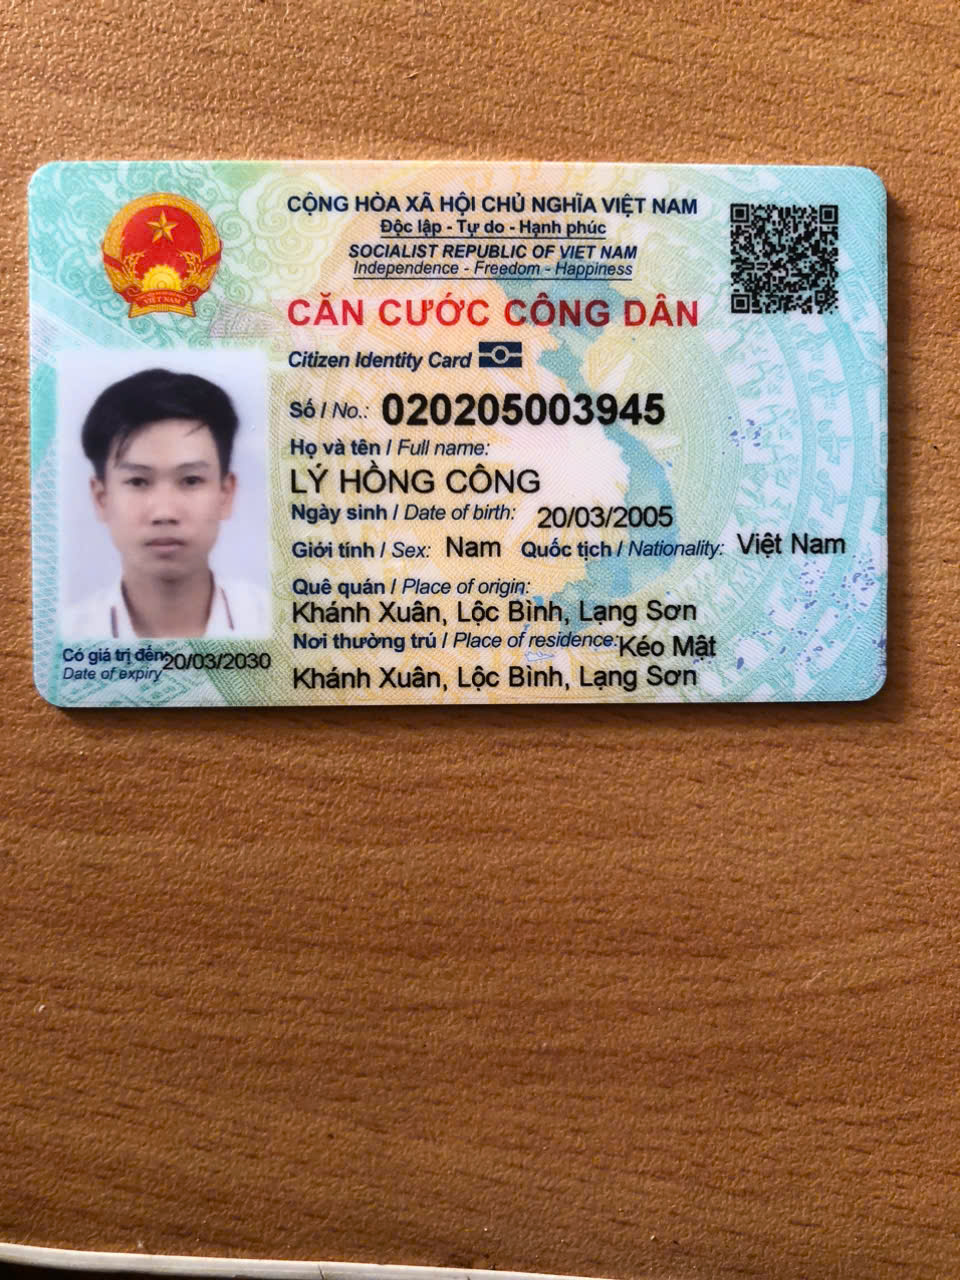 CỘNG HÒA XÃ HỘI CHỦ NGHĨA VIỆT NAM
Độc lập - Tự do - Hạnh phúc
SOCIALIST REPUBLIC OF VIET NAM
Independence - Freedom - Happiness
VIỆT NAM
CĂN CƯỚC CÔNG DÂN
Citizen Identity Card
Số / No.: 020205003945
Họ và tên / Full name:
LÝ HỒNG CÔNG
Ngày sinh / Date of birth: 20/03/2005
Giới tính / Sex: Nam Quốc tịch / Nationality: Việt Nam
Quê quán / Place of origin:
Khánh Xuân, Lộc Bình, Lạng Sơn
Nơi thường trú / Place of residence: Kéo Mật
Khánh Xuân, Lộc Bình, Lạng Sơn
Có giá trị đến: 20/03/2030
Date of expiry